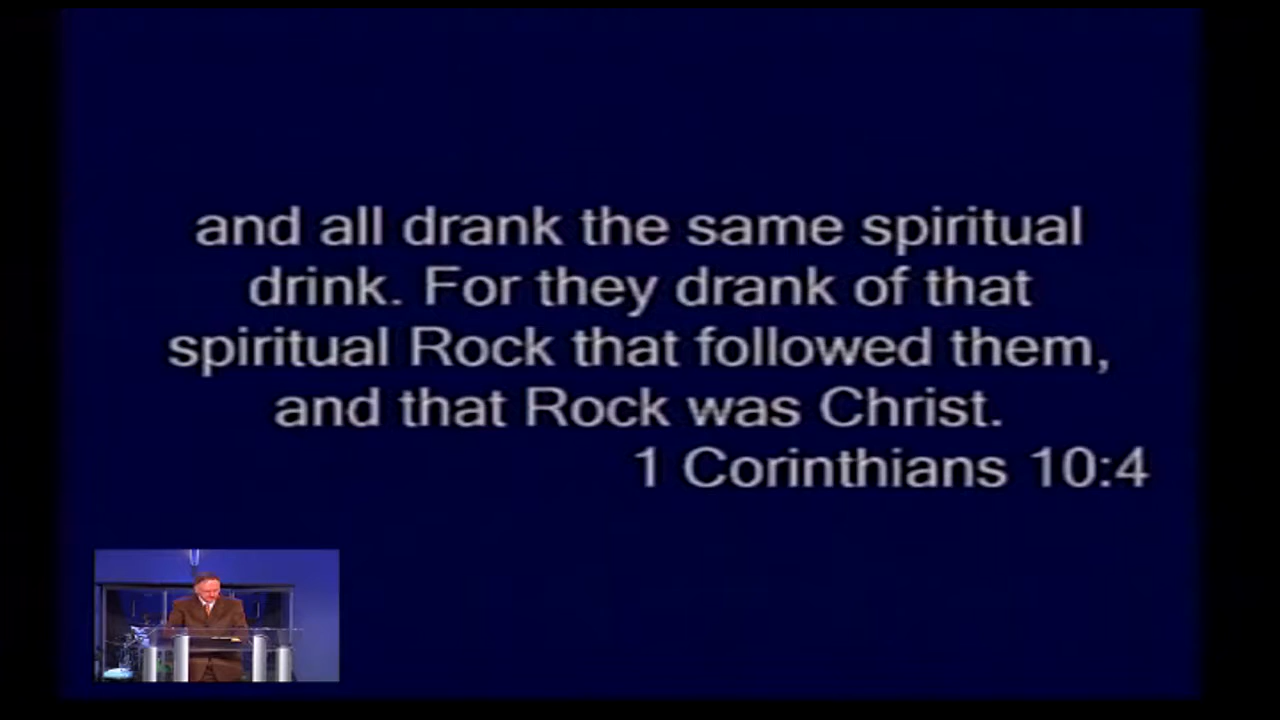 and all drank the same spiritual
drink. For they drank of that
spiritual Rock that followed them,
and that Rock was Christ.
1 Corinthians 10:4